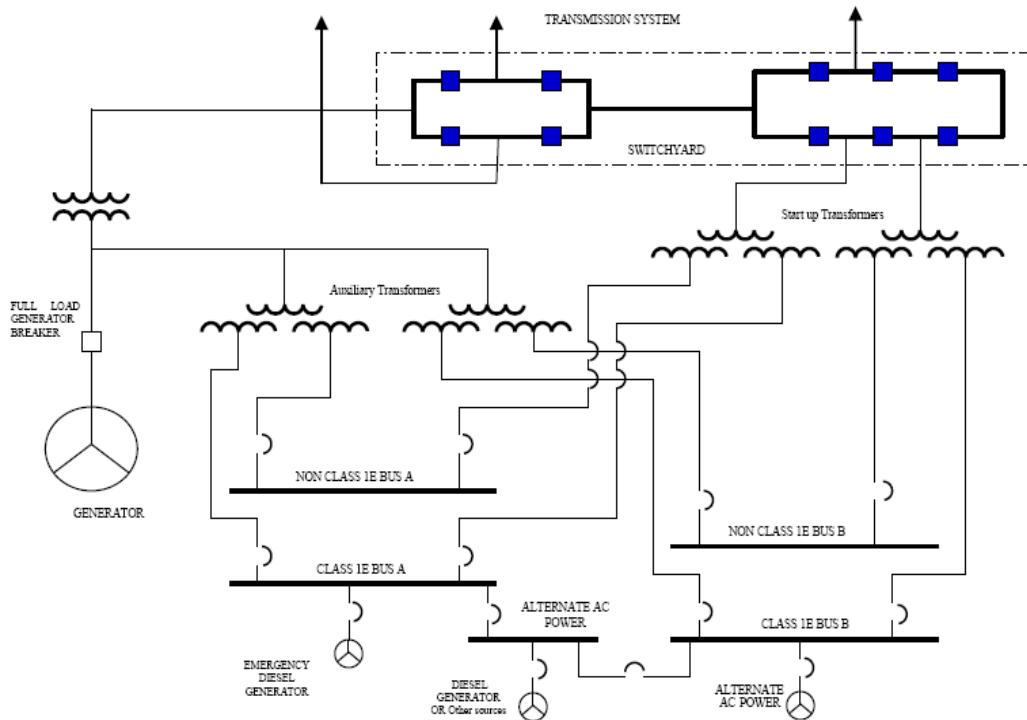 TRANSMISSION SYSTEM
SWITCHYARD
Start up Transformers
Auxiliary Transformers
FULL LOAD
GENERATOR
BREAKER
GENERATOR
NON CLASS 1E BUS A
NON CLASS 1E BUS B
CLASS 1E BUS A
ALTERNATE AC
POWER
CLASS 1E BUS B
EMERGENCY
DIESEL
GENERATOR
DIESEL
GENERATOR
OR Other sources
ALTERNATE
AC POWER